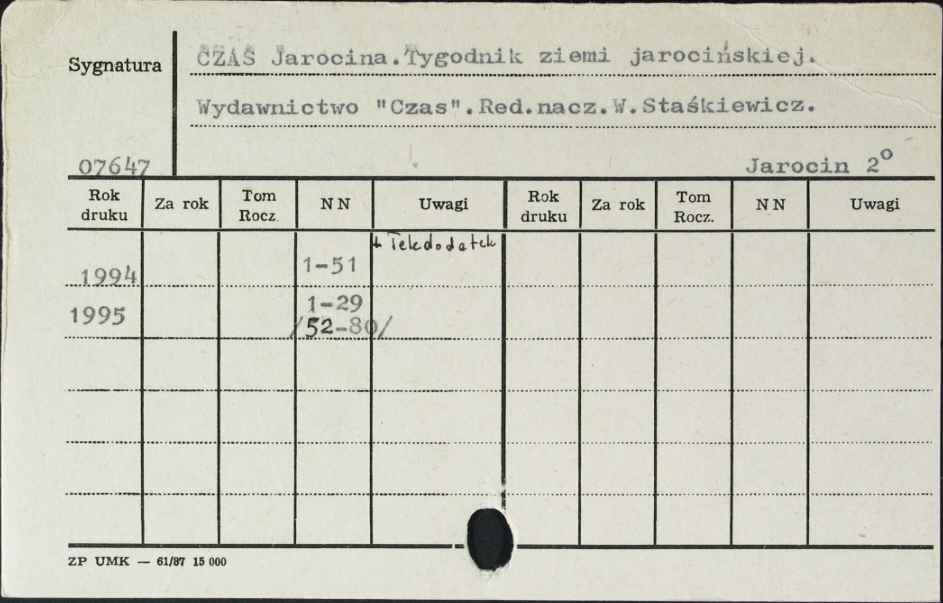 Sygnatura
CZAS Jarocina.Tygodnik ziemi jarocińskiej.
Wydawnictwo "Czas".Red.nacz.W.Staśkiewicz.
07647
Jarocin 2°
Rok druku Za rok Tom Rocz. N N Uwagi Rok druku Za rok Tom Rocz. N N Uwagi
+ Teledodatek
1994 1-51
1995 1-29
/52-80/
ZP UMK — 61/87 15 000